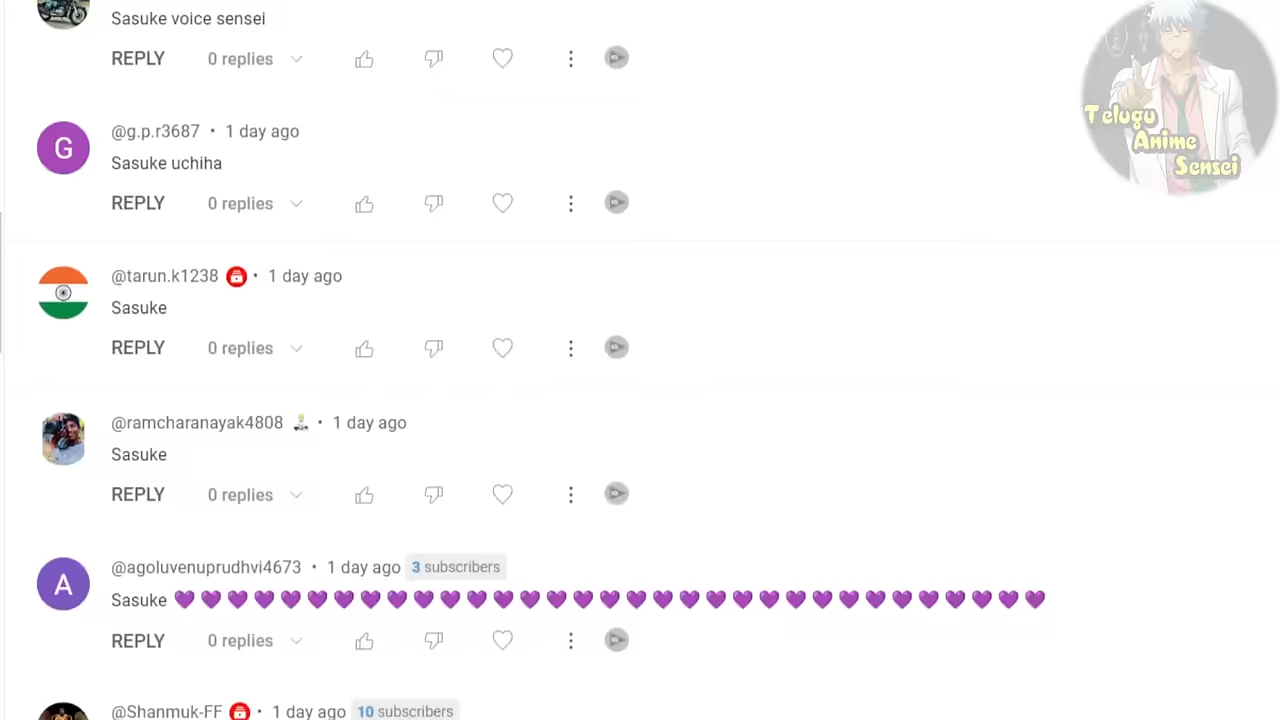 Sasuke voice sensei
REPLY 0 replies
@g.p.r3687 • 1 day ago
Sasuke uchiha
REPLY 0 replies
@tarun.k1238 • 1 day ago
Sasuke
REPLY 0 replies
@ramcharanayak4808 • 1 day ago
Sasuke
REPLY 0 replies
@agoluvenuprudhvi4673 • 1 day ago 3 subscribers
Sasuke 💜💜💜💜💜💜💜💜💜💜💜💜💜💜💜💜💜💜💜💜💜💜💜💜💜💜💜💜💜💜💜💜💜
REPLY 0 replies
@Shanmuk-FF • 1 day ago 10 subscribers
Telugu
Anime
Sensei
G
A